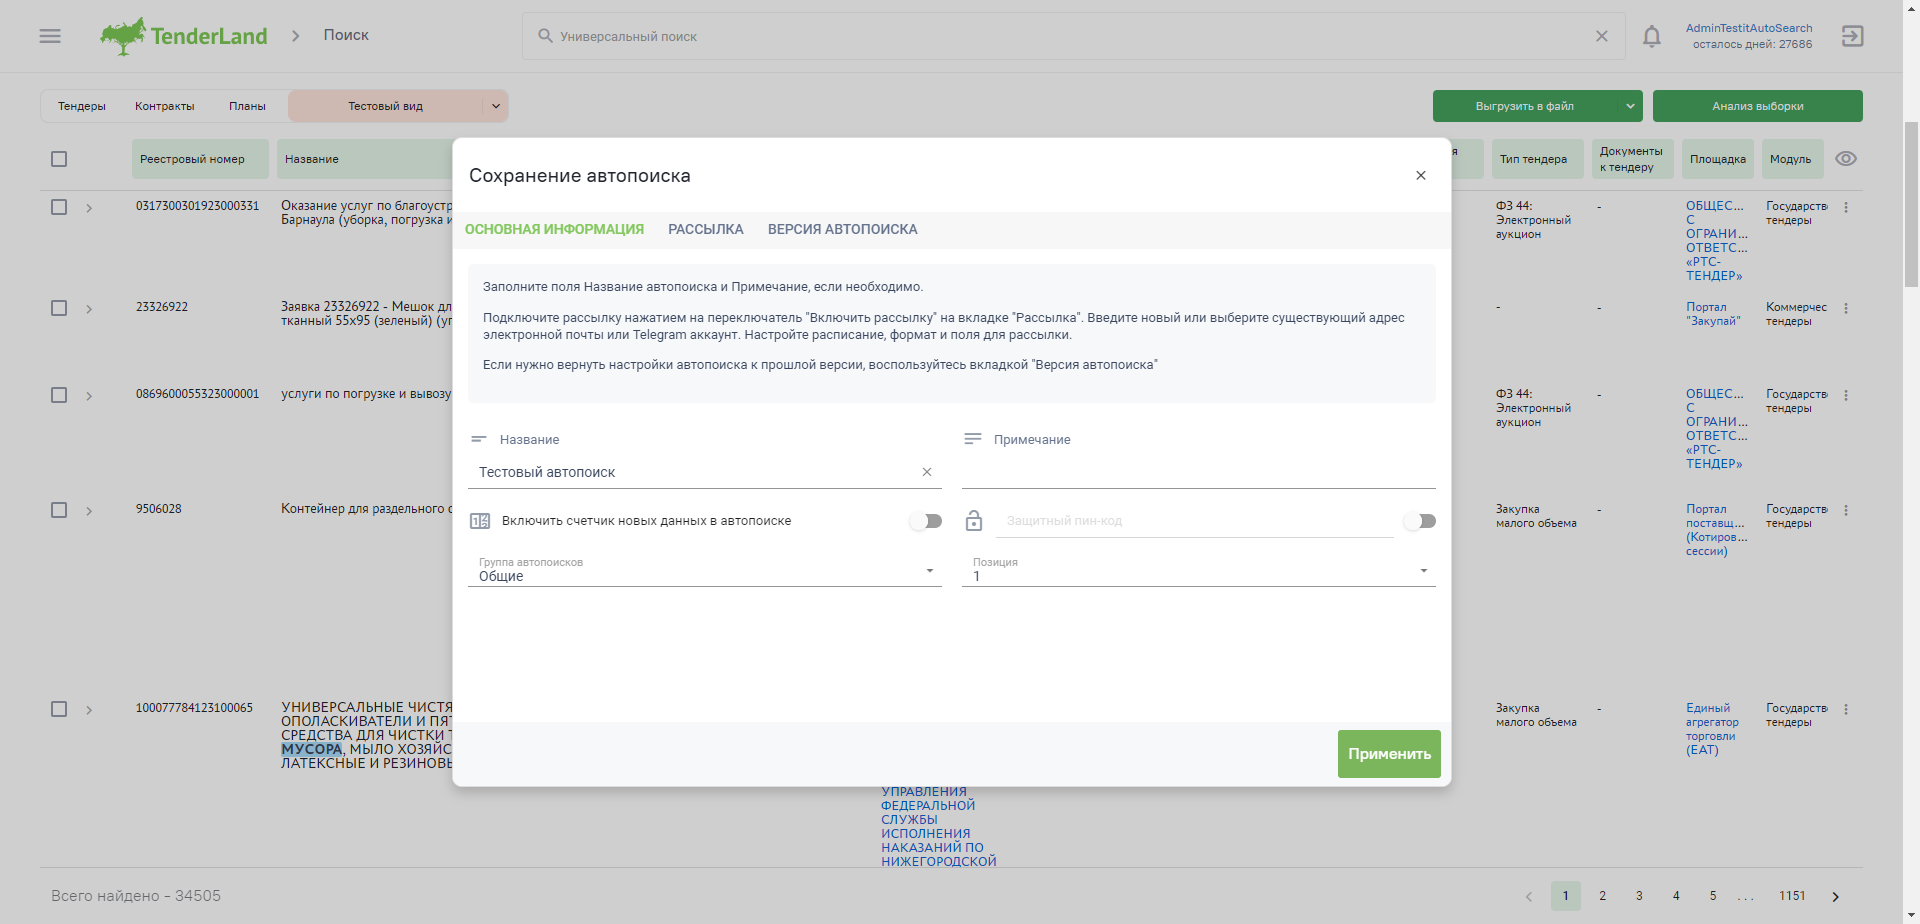 TenderLand
Поиск
Универсальный поиск
AdminTestitAutoSearch
осталось дней: 27686
Тендеры
Контракты
Планы
Тестовый вид
Выгрузить в файл
Анализ выборки
Реестровый номер
Название
я
Тип тендера
Документы
к тендеру
Площадка
Модуль
Сохранение автопоиска
ОСНОВНАЯ ИНФОРМАЦИЯ
РАССЫЛКА
ВЕРСИЯ АВТОПОИСКА
Заполните поля Название автопоиска и Примечание, если необходимо.
Подключите рассылку нажатием на переключатель "Включить рассылку" на вкладке "Рассылка". Введите новый или выберите существующий адрес
электронной почты или Telegram аккаунт. Настройте расписание, формат и поля для рассылки.
Если нужно вернуть настройки автопоиска к прошлой версии, воспользуйтесь вкладкой "Версия автопоиска"
Название
Примечание
Тестовый автопоиск
Включить счетчик новых данных в автопоиске
Защитный пин-код
Группа автопоисков
Общие
Позиция
1
Применить
0317300301923000331
Оказание услуг по благоустр
Барнаула (уборка, погрузка и
ФЗ 44:
Электронный
аукцион
-
ОБЩЕС...
С
ОГРАНИ...
ОТВЕТС...
«РТС-
ТЕНДЕР»
Государств
тендеры
23326922
Заявка 23326922 - Мешок дл
тканный 55х95 (зеленый) (уг
-
-
Портал
"Закупай"
Коммерчес
тендеры
0869600055323000001
услуги по погрузке и вывозу
ФЗ 44:
Электронный
аукцион
-
ОБЩЕС...
С
ОГРАНИ...
ОТВЕТС...
«РТС-
ТЕНДЕР»
Государств
тендеры
9506028
Контейнер для раздельного с
Закупка
малого объема
-
Портал
поставщ...
(Котиров...
сессии)
Государств
тендеры
100077784123100065
УНИВЕРСАЛЬНЫЕ ЧИСТЯ
ОПОЛАСКИВАТЕЛИ И ПЯТ
СРЕДСТВА ДЛЯ ЧИСТКИ Т
МУСОРА, МЫЛО ХОЗЯЙС
ЛАТЕКСНЫЕ И РЕЗИНОВЬ
Закупка
малого объема
-
Единый
агрегатор
торговли
(ЕАТ)
Государств
тендеры
УПРАВЛЕНИЯ
ФЕДЕРАЛЬНОЙ
СЛУЖБЫ
ИСПОЛНЕНИЯ
НАКАЗАНИЙ ПО
НИЖЕГОРОДСКОЙ
Всего найдено - 34505
1 2 3 4 5 ... 1151